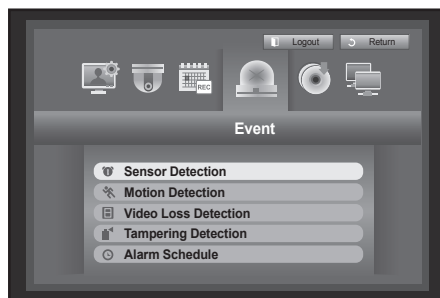 Logout Return
REC
Event
Sensor Detection
Motion Detection
Video Loss Detection
Tampering Detection
Alarm Schedule